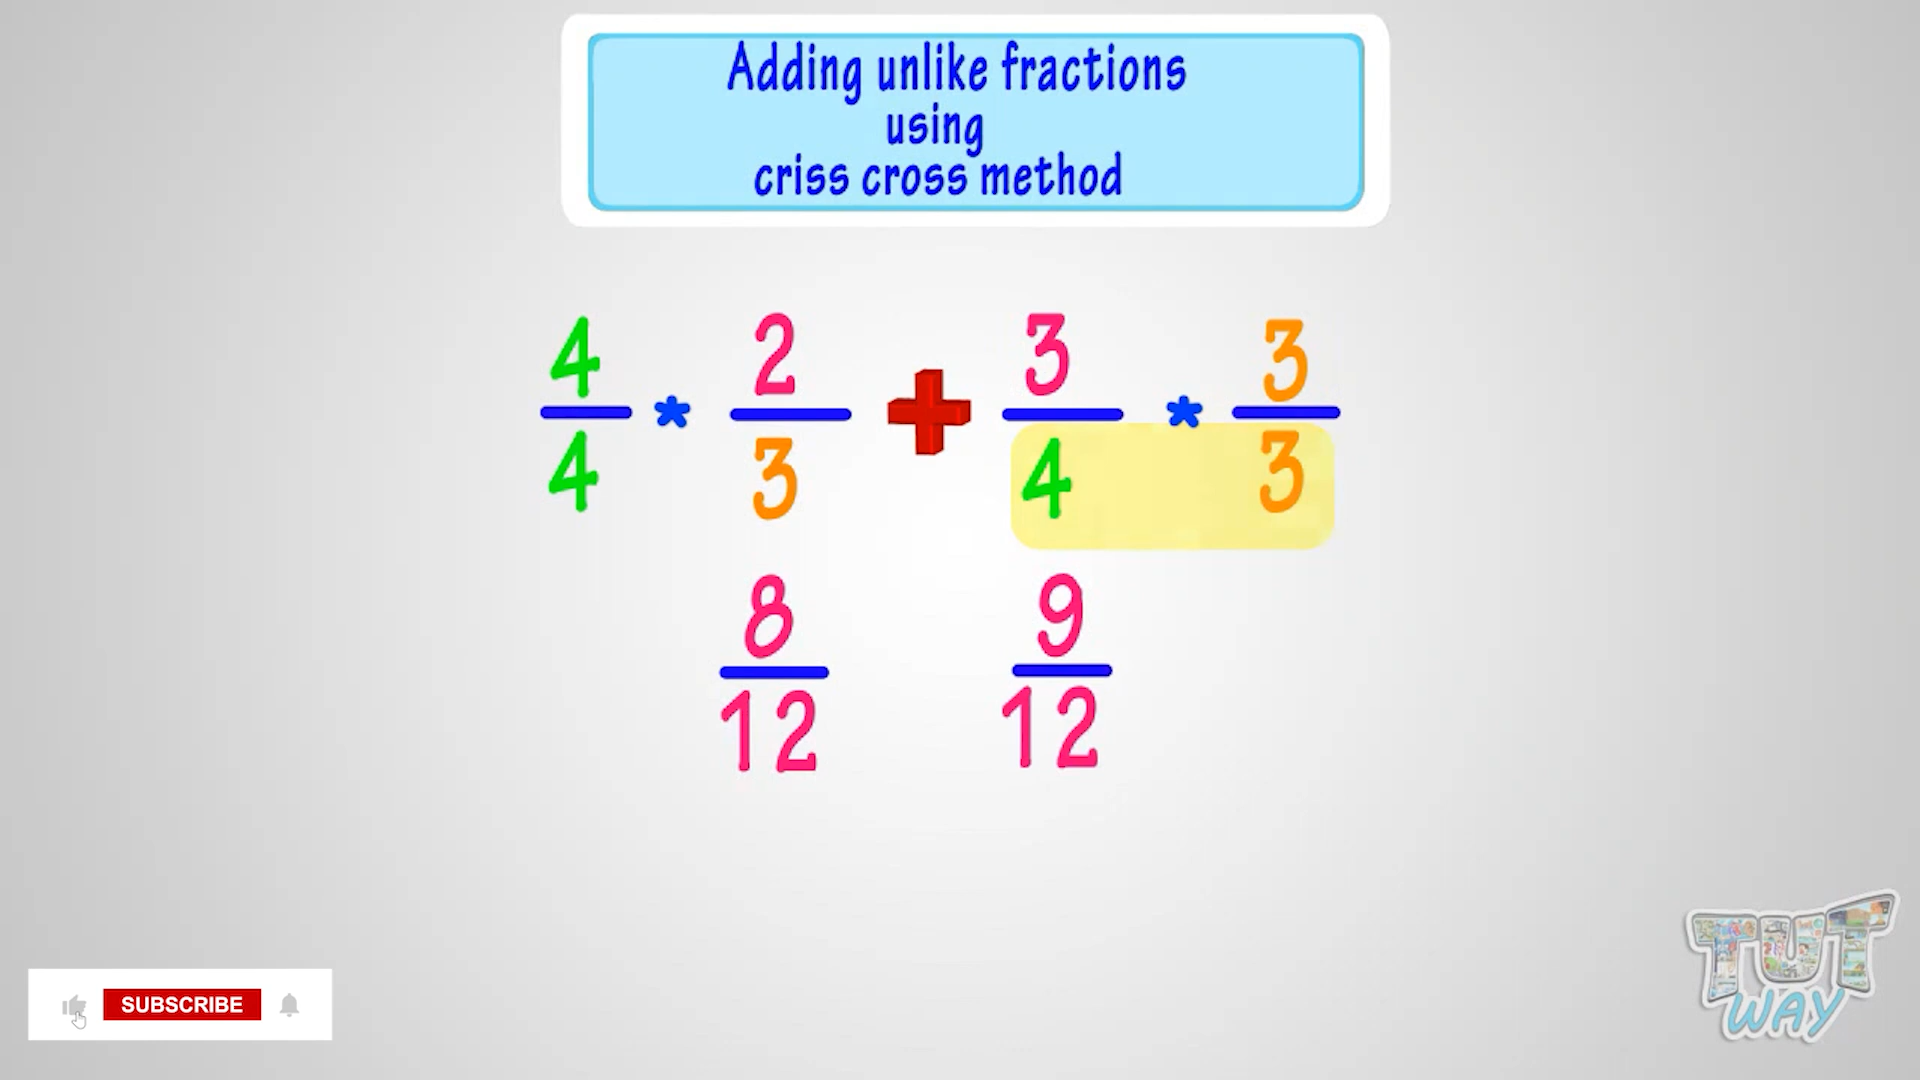 Adding unlike fractions
using
criss cross method
4 2 3 3
* + *
4 3 4 3
8 9
12 12
SUBSCRIBE
TUT
WAY